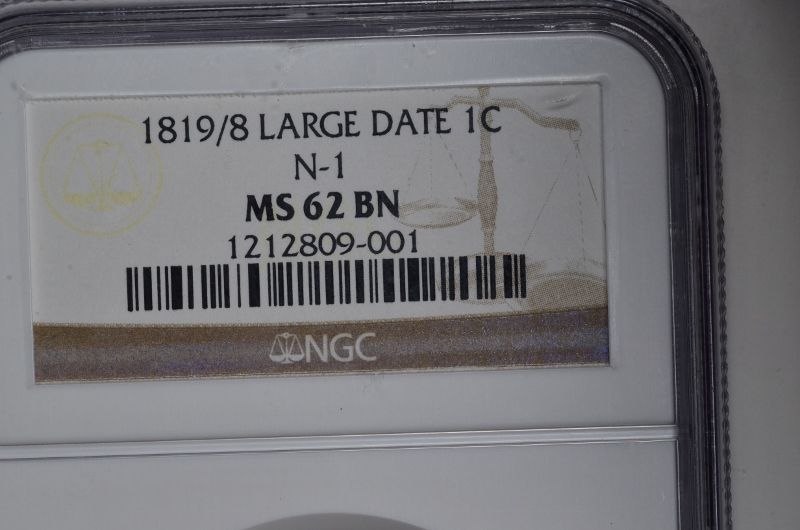 1819/8 LARGE DATE 1C
N-1
MS 62 BN
1212809-001
NGC